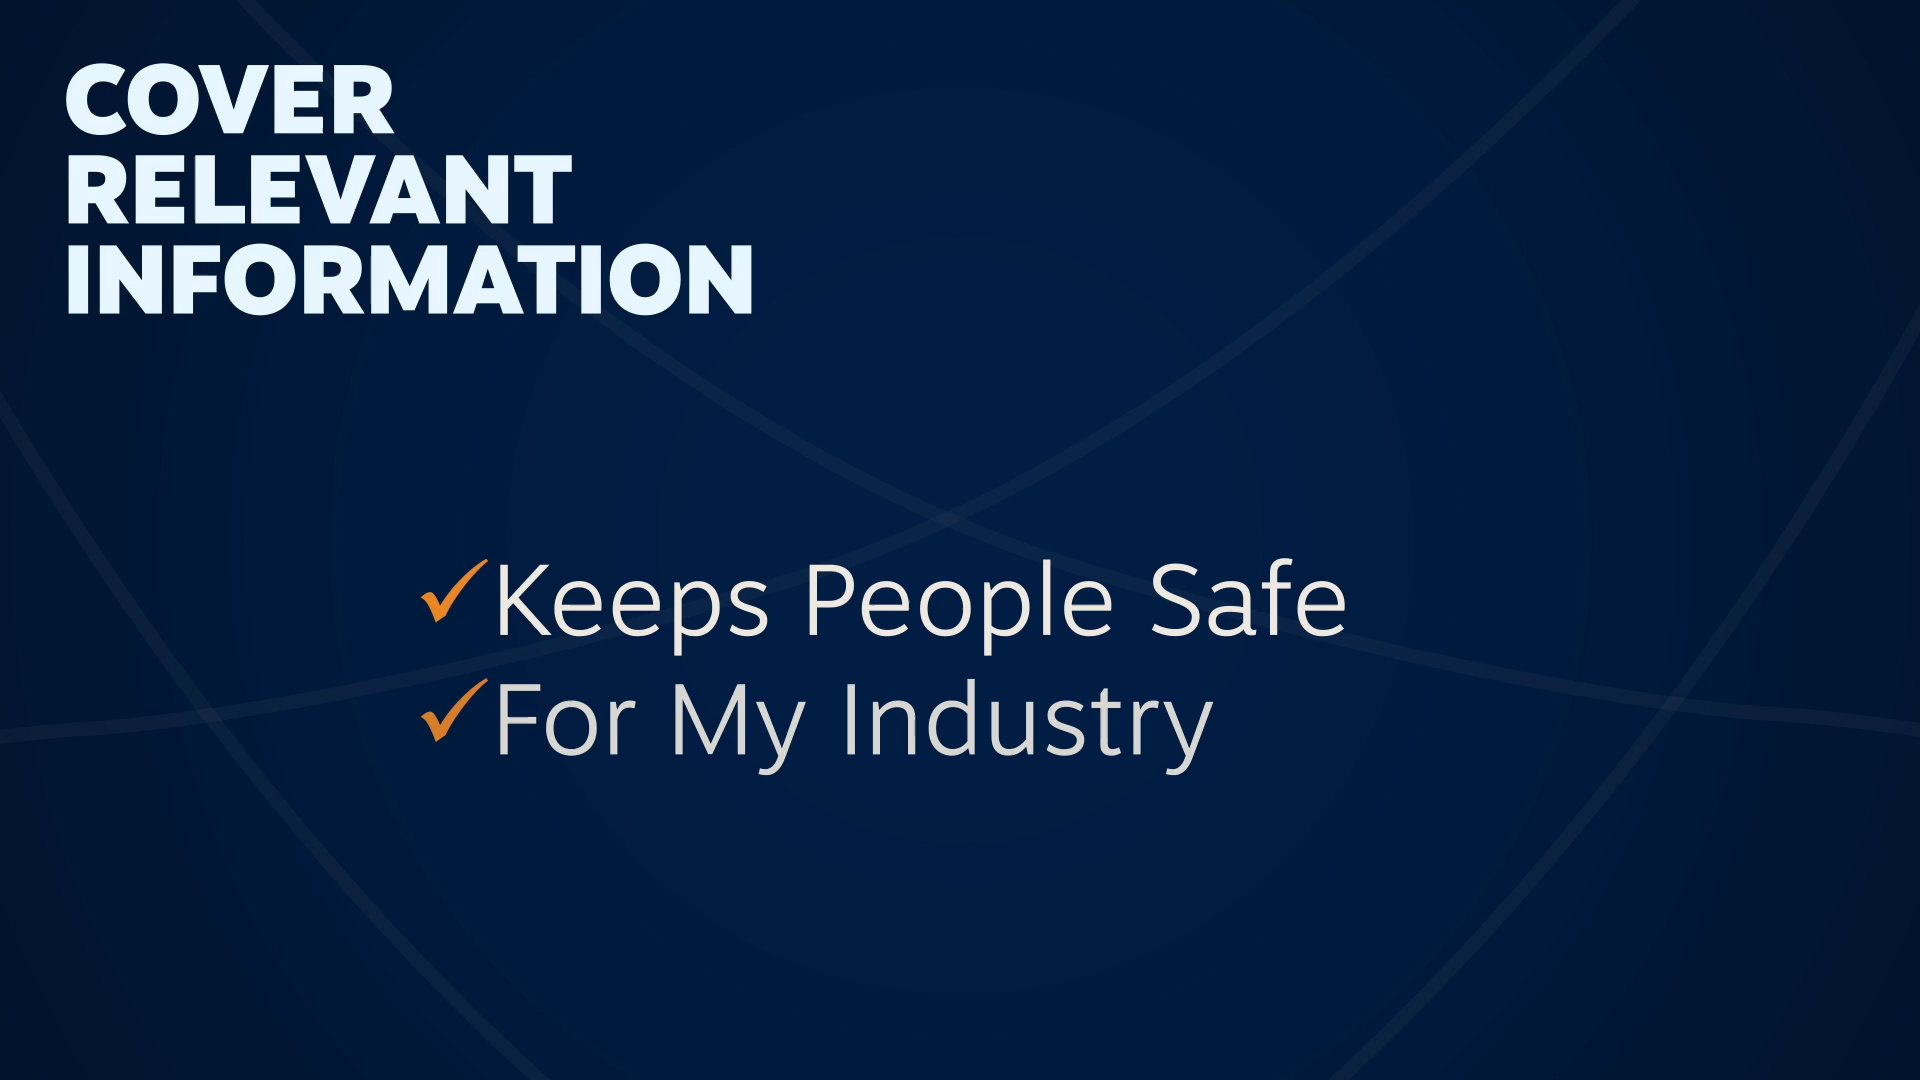 COVER
RELEVANT
INFORMATION
✓Keeps People Safe
✓For My Industry